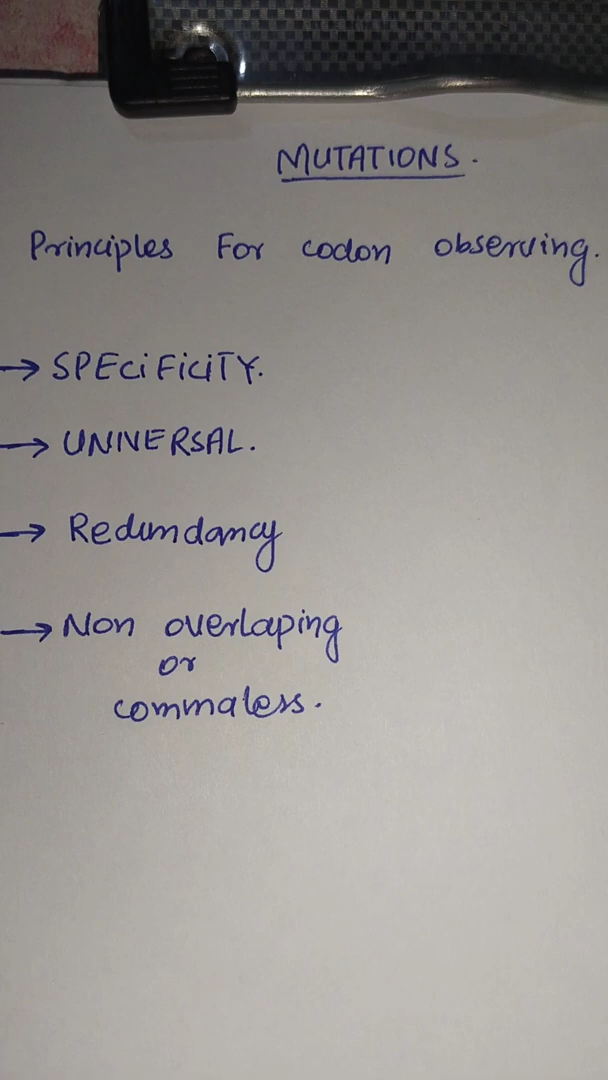 MUTATIONS.
Principles For codon observing.
→ SPECiFiCiTY.
→ UNIVERSAL.
→ Redundancy
→ Non overlaping
or
commaless.